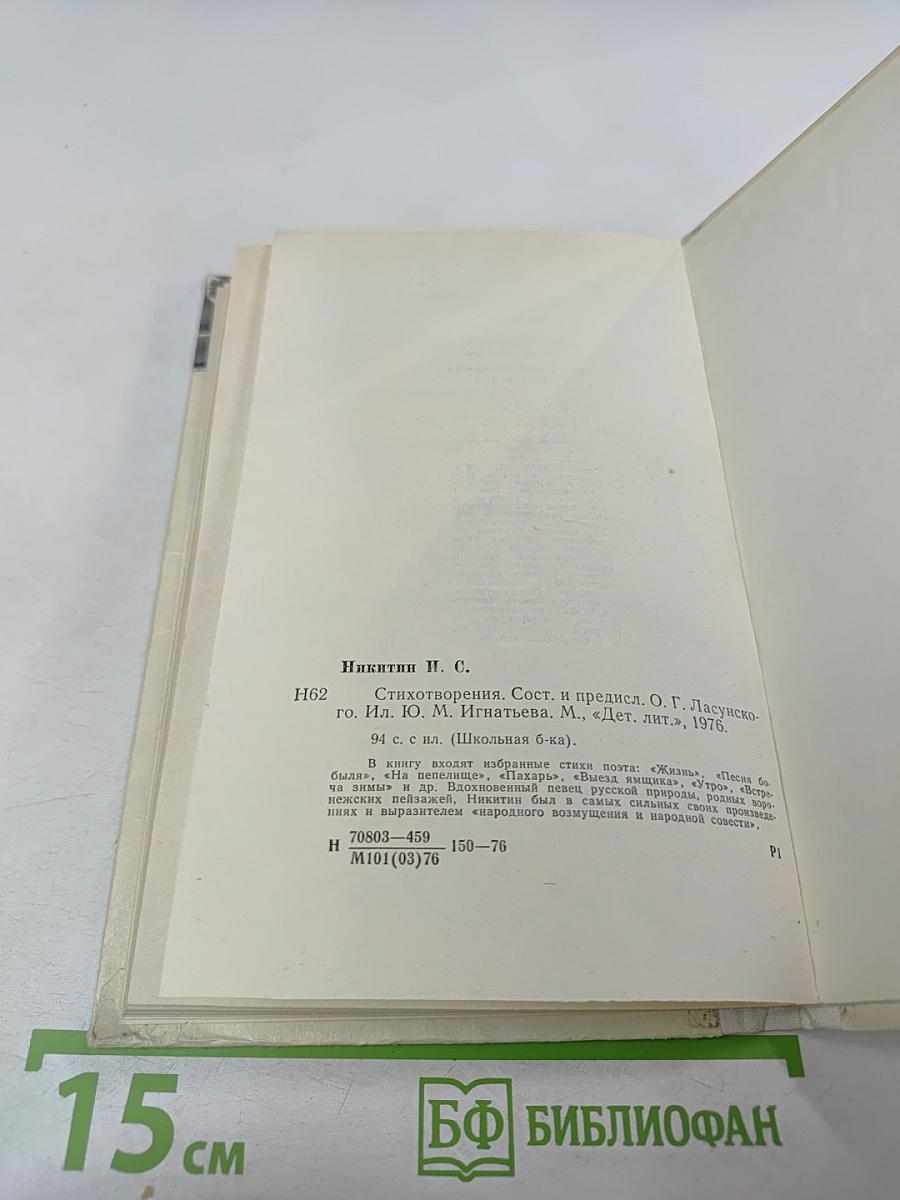 Никитин И. С.
Н62 Стихотворения. Сост. и предисл. О. Г. Ласунско-
го. Ил. Ю. М. Игнатьева. М., «Дет. лит.», 1976.
94 с. с ил. (Школьная б-ка).
В книгу входят избранные стихи поэта: «Жизнь», «Песня бо-
быля», «На пепелище», «Пахарь», «Выезд ямщика», «Утро», «Встре-
ча зимы» и др. Вдохновенный певец русской природы, родных воро-
нежских пейзажей, Никитин был в самых сильных своих произведе-
ниях и выразителем «народного возмущения и народной совести».
Н 70803—459 150—76
М101(03)76
Р1
15 см
БФ БИБЛИОФАН